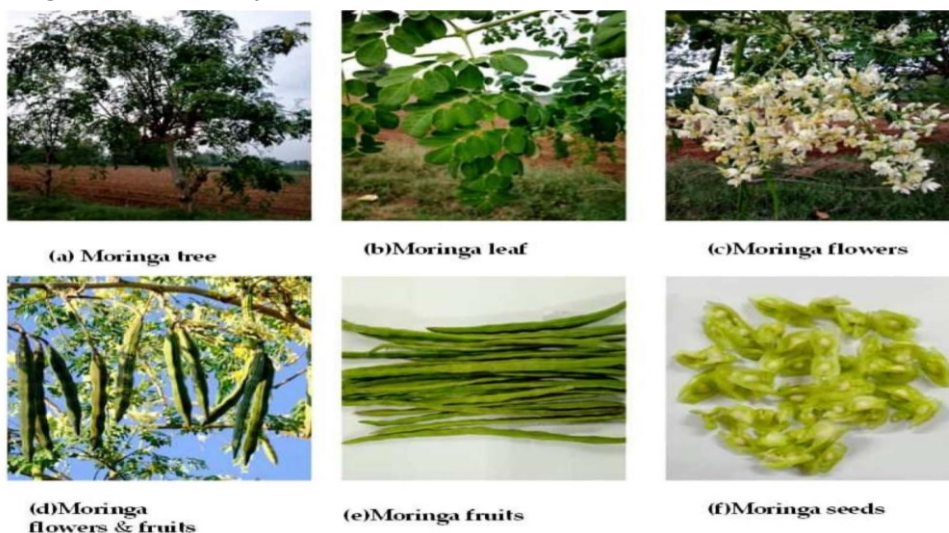 (a) Moringa tree
(b)Moringa leaf
(c)Moringa flowers
(d)Moringa
flowers & fruits
(e)Moringa fruits
(f)Moringa seeds